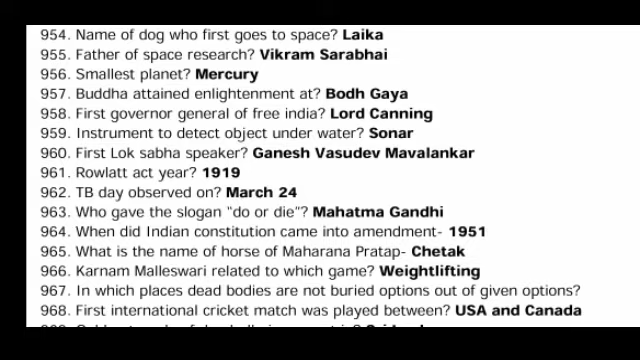 954. Name of dog who first goes to space? Laika
955. Father of space research? Vikram Sarabhai
956. Smallest planet? Mercury
957. Buddha attained enlightenment at? Bodh Gaya
958. First governor general of free india? Lord Canning
959. Instrument to detect object under water? Sonar
960. First Lok sabha speaker? Ganesh Vasudev Mavalankar
961. Rowlatt act year? 1919
962. TB day observed on? March 24
963. Who gave the slogan “do or die”? Mahatma Gandhi
964. When did Indian constitution came into amendment- 1951
965. What is the name of horse of Maharana Pratap- Chetak
966. Karnam Malleswari related to which game? Weightlifting
967. In which places dead bodies are not buried options out of given options?
968. First international cricket match was played between? USA and Canada